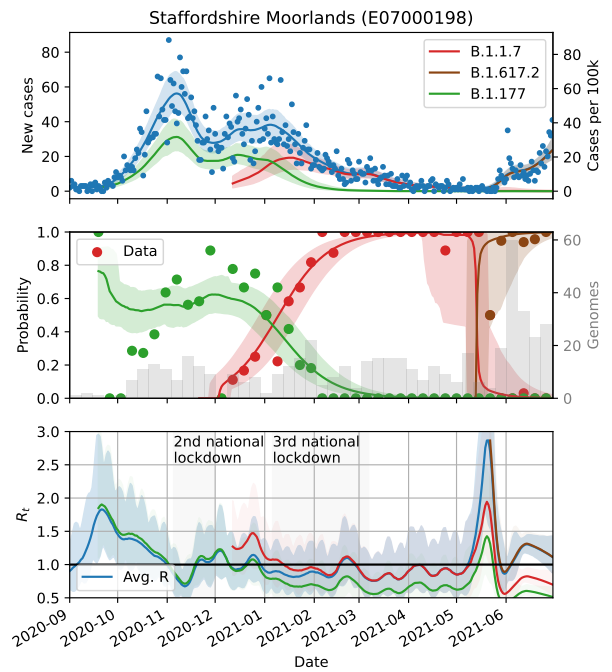 Staffordshire Moorlands (E07000198)
New cases
80
60
40
20
0
B.1.1.7
B.1.617.2
B.1.177
80
60
40
20
0
Cases per 100k
Probability
1.0
0.8
0.6
0.4
0.2
0.0
Data
60
40
20
0
Genomes
Rt
3.0
2.5
2.0
1.5
1.0
0.5
2nd national
lockdown
3rd national
lockdown
Avg. R
2020-09
2020-10
2020-11
2020-12
2021-01
2021-02
2021-03
2021-04
2021-05
2021-06
Date